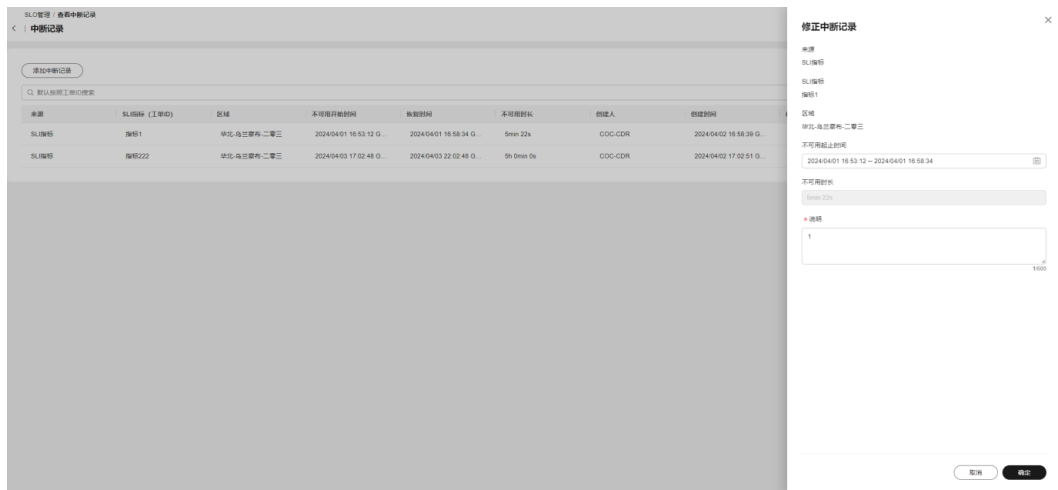 SLO管理 / 查看中断记录
< | 中断记录
添加中断记录
默认按照工单ID搜索
来源 SLI指标（工单ID） 区域 不可用开始时间 恢复时间 不可用时长 创建人 创建时间
SLI指标 指标1 华北-乌兰察布-二零三 2024/04/01 16:53:12 G... 2024/04/01 16:58:34 G... 5min 22s COC-CDR 2024/04/02 16:58:39 G...
SLI指标 指标222 华北-乌兰察布-二零三 2024/04/03 17:02:48 G... 2024/04/03 22:02:48 G... 5h 0min 0s COC-CDR 2024/04/02 17:02:51 G...
修正中断记录
来源
SLI指标
SLI指标
指标1
区域
华北-乌兰察布-二零三
不可用起止时间
2024/04/01 16:53:12 – 2024/04/01 16:58:34
不可用时长
5min 22s
* 说明
1
1/600
取消 确定